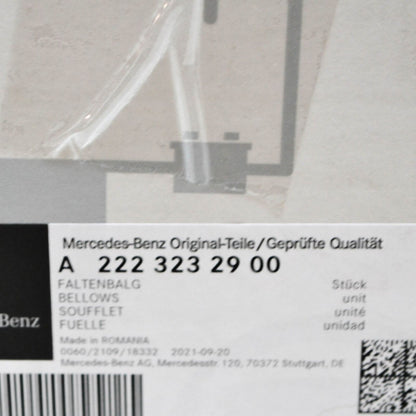 Mercedes-Benz Original-Teile/Geprüfte Qualität
A 222 323 29 00
FALTENBALG Stück
BELLOWS unit
SOUFFLET unité
FUELLE unidad
Benz
Made in ROMANIA
0060/2109/18332 2021-09-20
Mercedes-Benz AG, Mercedesstr. 120, 70372 Stuttgart, DE